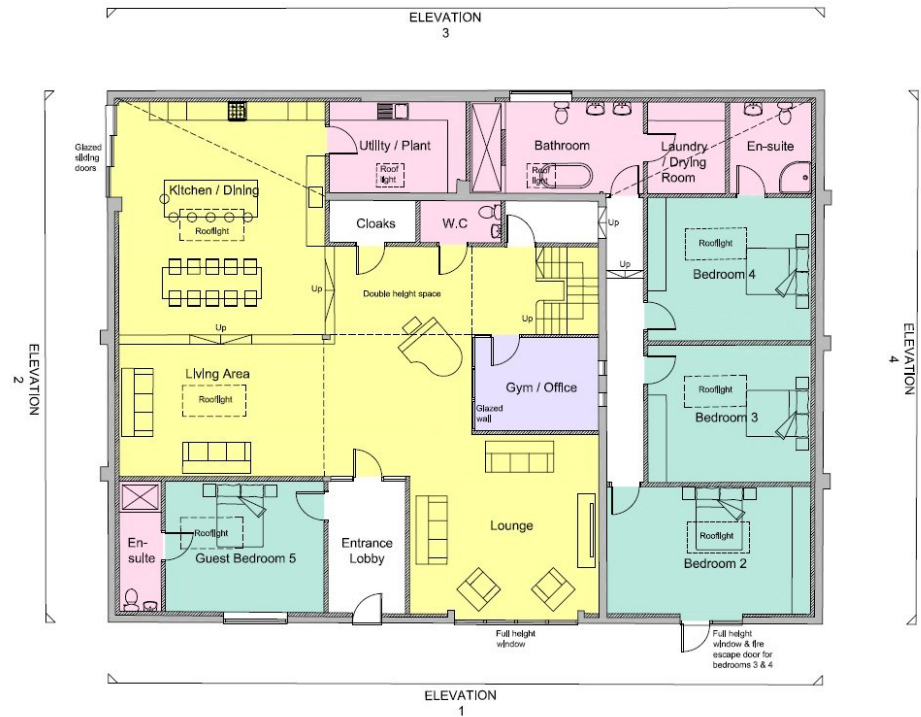 ELEVATION
3
Glazed
sliding
doors
Kitchen / Dining
Rooflight
Utility / Plant
Roof
light
Bathroom
Roof
light
Laundry
/ Drying
Room
En-suite
Cloaks
W.C
Up
Up
Rooflight
Bedroom 4
Up
Double height space
Up
Up
ELEVATION
2
ELEVATION
4
Living Area
Rooflight
Gym / Office
Glazed
wall
Rooflight
Bedroom 3
En-
suite
Rooflight
Guest Bedroom 5
Entrance
Lobby
Lounge
Rooflight
Bedroom 2
Full height
window
Full height
window & fire
escape door for
bedrooms 3 & 4
ELEVATION
1